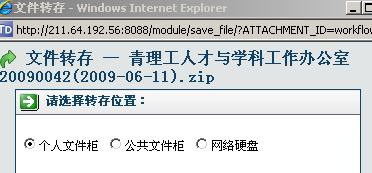 文件转存 - Windows Internet Explorer
TD http://211.64.192.56:8088/module/save_file/?ATTACHMENT_ID=workflow
文件转存 — 青理工人才与学科工作办公室
20090042(2009-06-11).zip
请选择转存位置：
个人文件柜 公共文件柜 网络硬盘